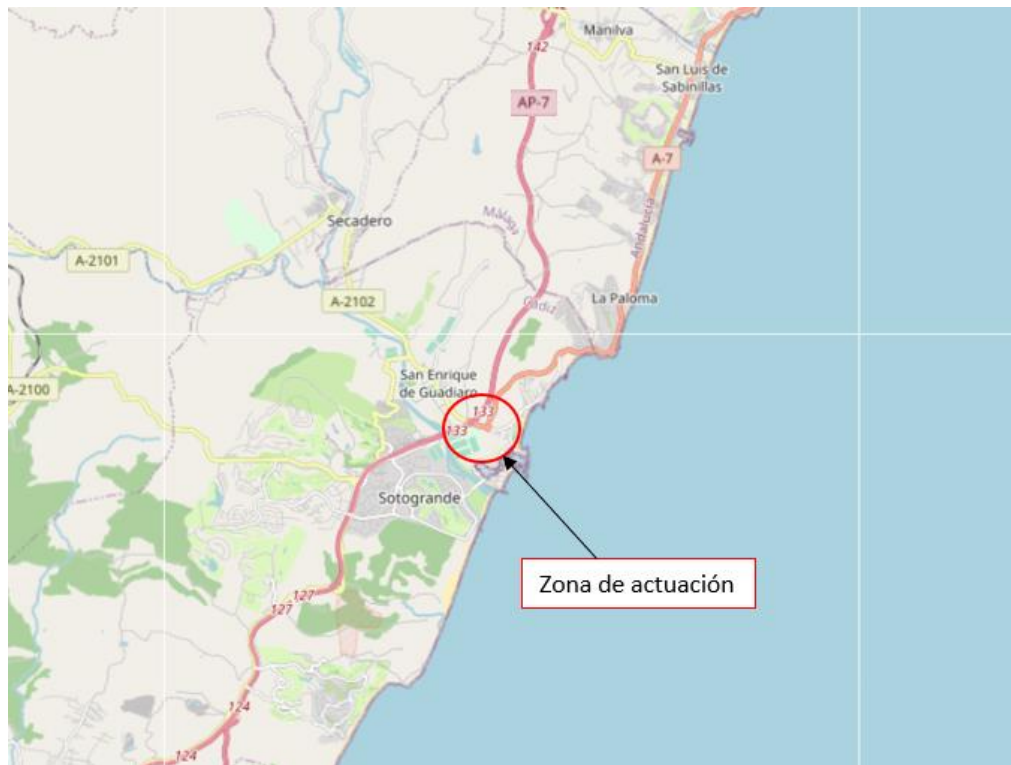 Manilva
142
San Luis de
Sabinillas
AP-7
A-7
Secadero
Málaga
Andalucía
A-2101
A-2102
La Paloma
Cádiz
San Enrique
de Guadiaro
A-2100
133
133
Sotogrande
Zona de actuación
127
127
124
124